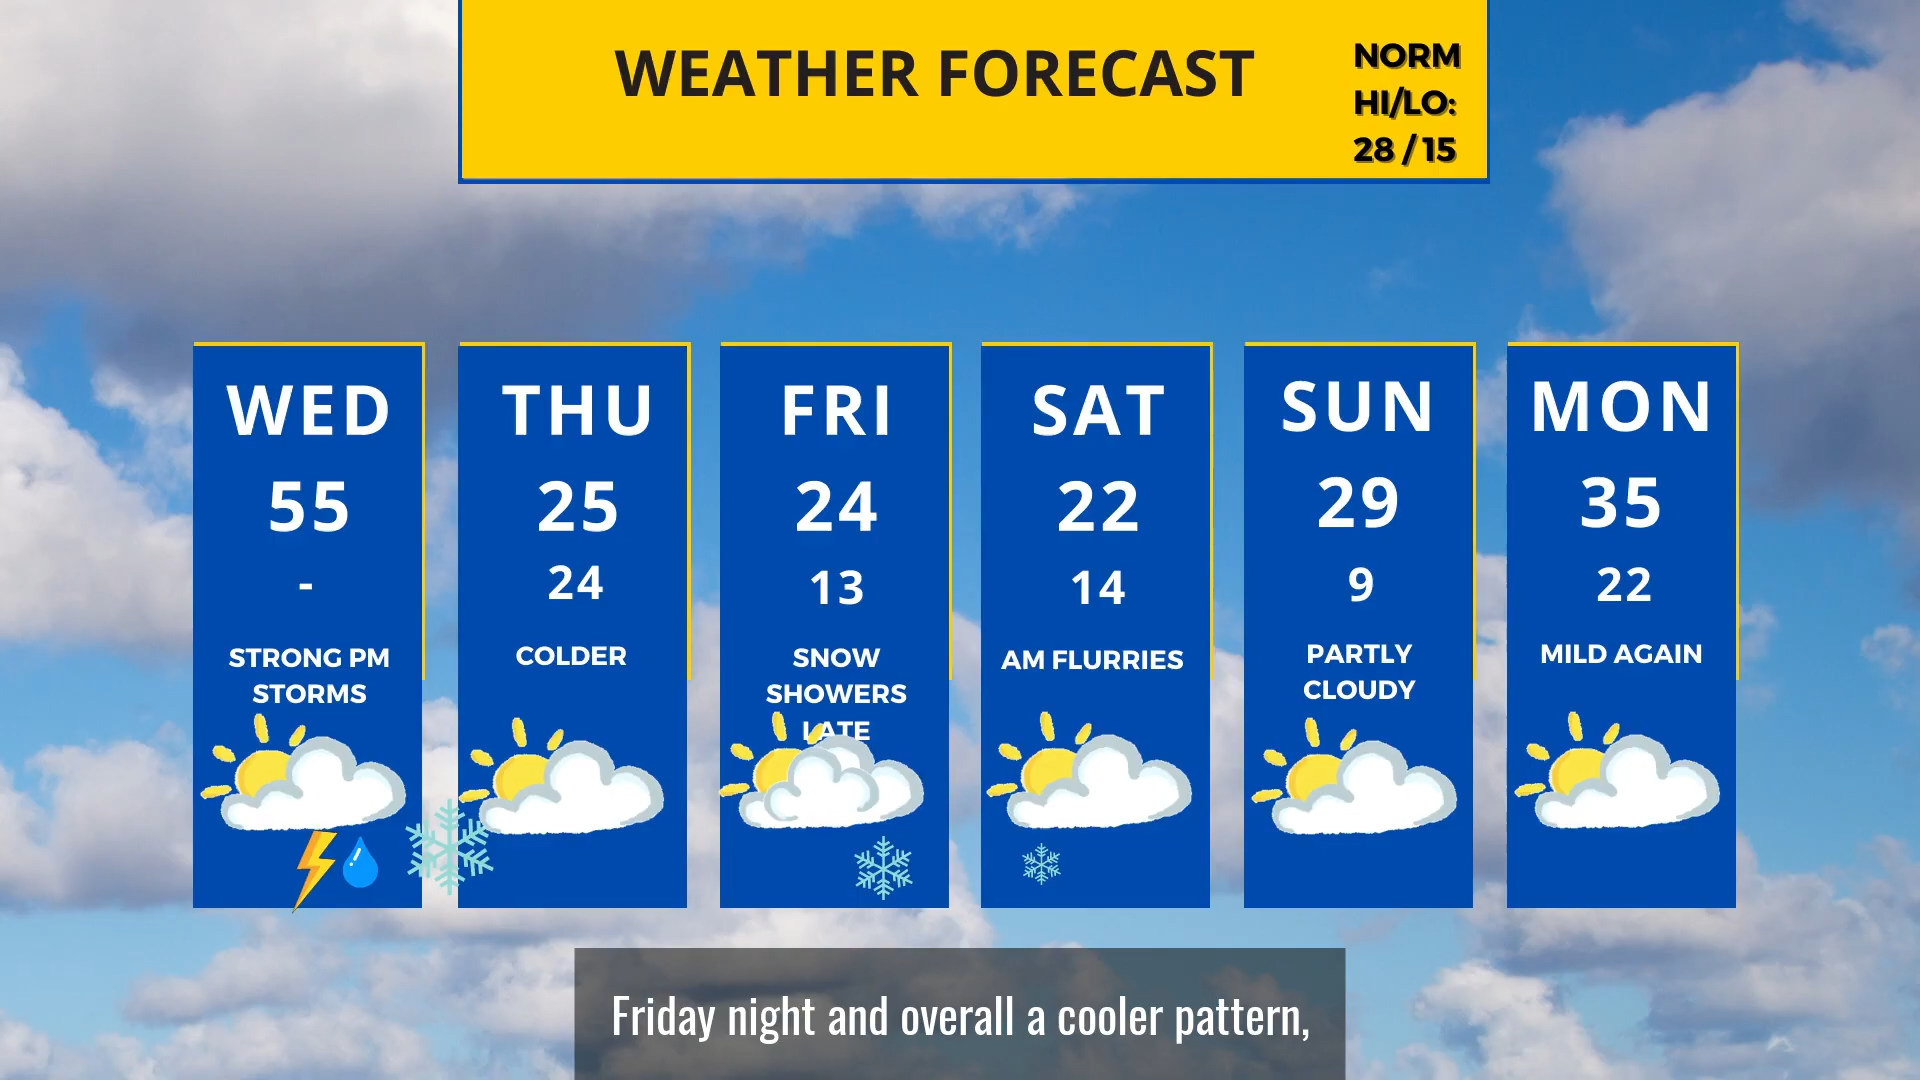 WEATHER FORECAST
NORM
HI/LO:
28 / 15
WED
55
-
STRONG PM
STORMS
THU
25
24
COLDER
FRI
24
13
SNOW
SHOWERS
LATE
SAT
22
14
AM FLURRIES
SUN
29
9
PARTLY
CLOUDY
MON
35
22
MILD AGAIN
Friday night and overall a cooler pattern,